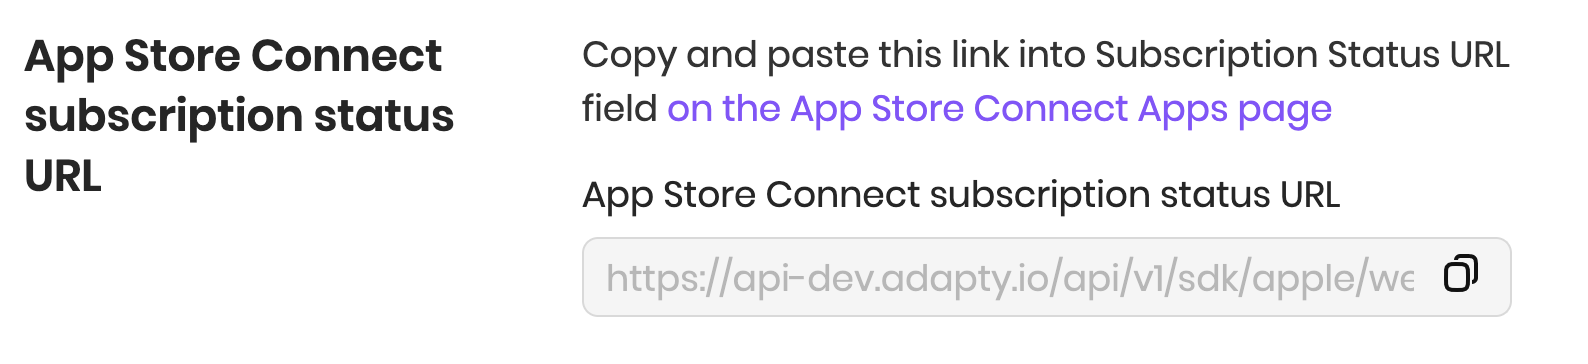 App Store Connect
subscription status
URL
Copy and paste this link into Subscription Status URL
field on the App Store Connect Apps page
App Store Connect subscription status URL
https://api-dev.adapty.io/api/v1/sdk/apple/we